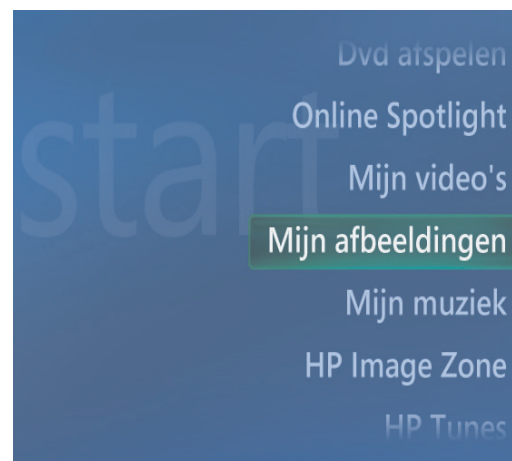 start
Dvd afspelen
Online Spotlight
Mijn video's
Mijn afbeeldingen
Mijn muziek
HP Image Zone
HP Tunes